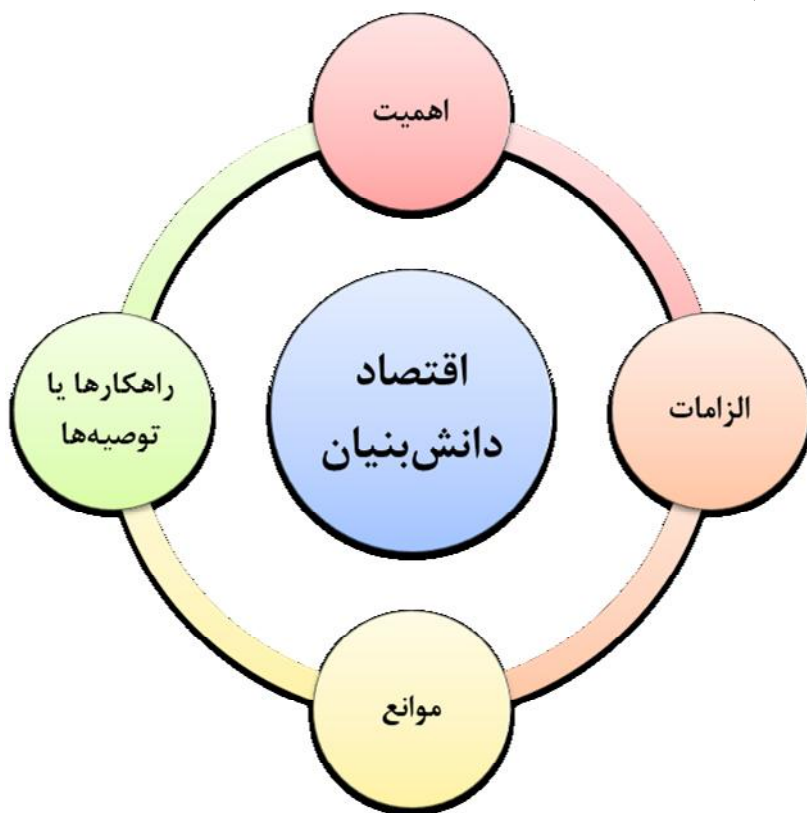 اهمیت
اقتصاد
دانش‌بنیان
الزامات
موانع
راهکارها یا
توصیه‌ها